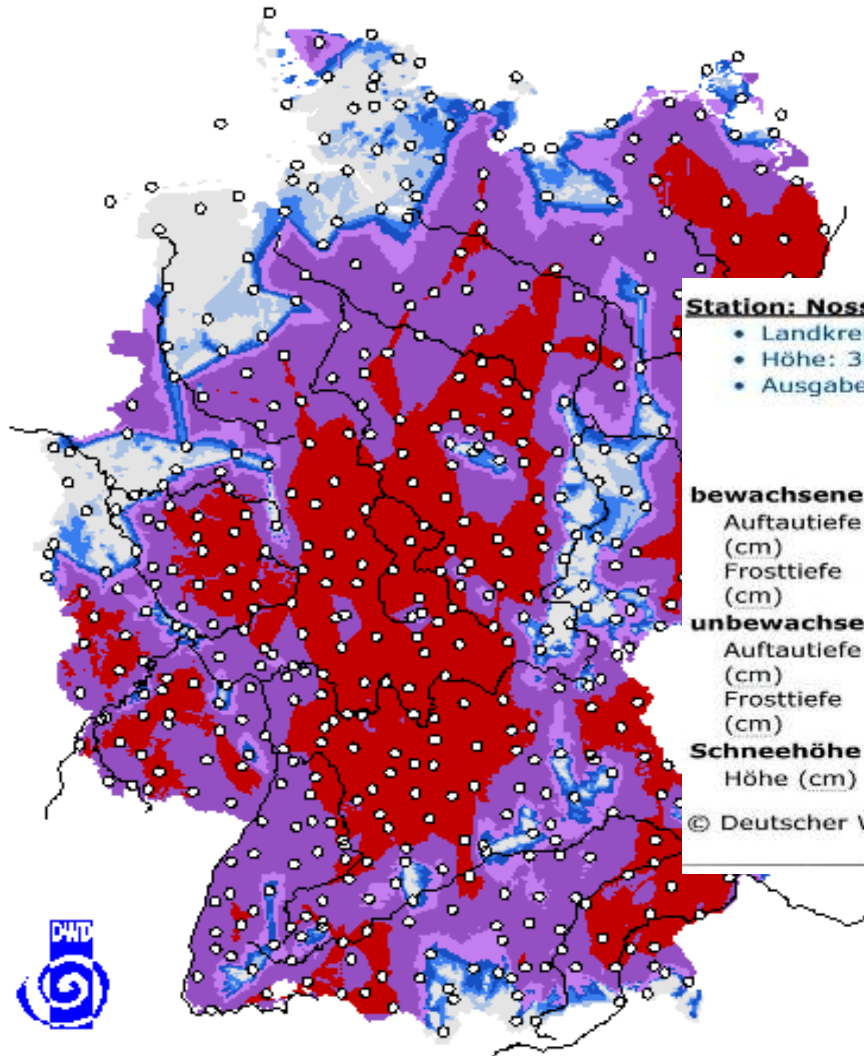 Station: Noss
• Landkre
• Höhe: 3
• Ausgabe
bewachsene
Auftautiefe
(cm)
Frosttiefe
(cm)
unbewachse
Auftautiefe
(cm)
Frosttiefe
(cm)
Schneehöhe
Höhe (cm)
© Deutscher W
DWD